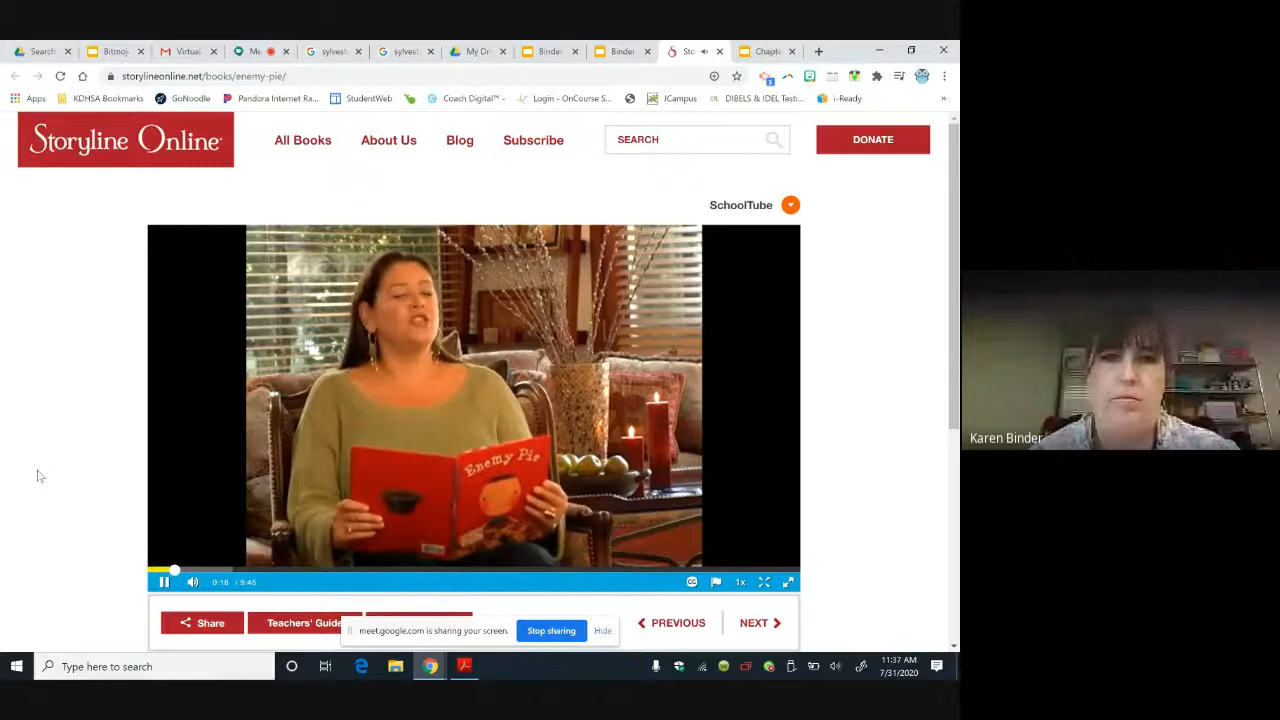 Search
Bitmoj
Virtual
Me
sylvest
sylvest
My Dr
Binder
Binder
Sto
Chapte
storylineonline.net/books/enemy-pie/
Apps KDHSA Bookmarks GoNoodle Pandora Internet Ra... StudentWeb Coach Digital™ -... Login - OnCourse S... JCampus DIBELS & IDEL Testi... i-Ready »
Storyline Online
All Books About Us Blog Subscribe SEARCH DONATE
SchoolTube
Enemy Pie
Karen Binder
0:18 / 9:45 CC 1x
Share Teachers' Guide PREVIOUS NEXT
meet.google.com is sharing your screen. Stop sharing Hide
Type here to search
11:37 AM
7/31/2020